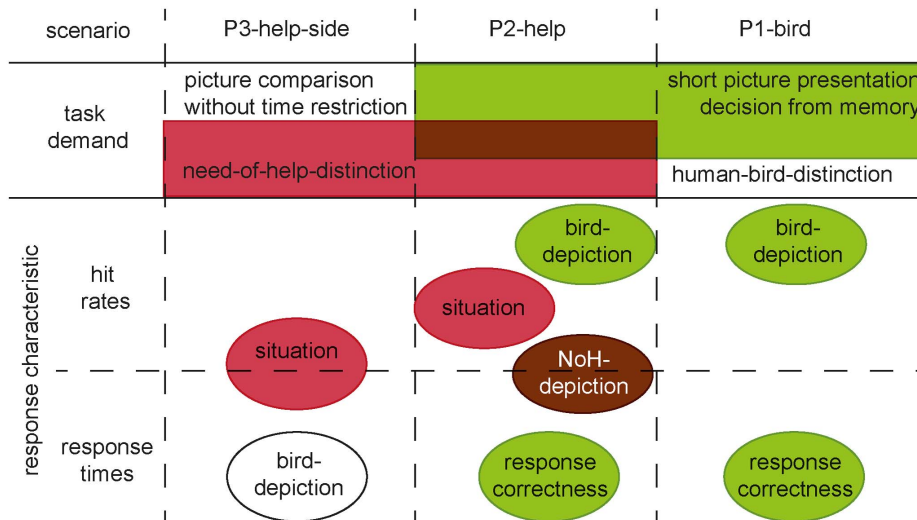 scenario
P3-help-side
P2-help
P1-bird
task
demand
picture comparison
without time restriction
short picture presentation
decision from memory
need-of-help-distinction
human-bird-distinction
response characteristic
hit
rates
bird-
depiction
bird-
depiction
situation
situation
NoH-
depiction
response
times
bird-
depiction
response
correctness
response
correctness